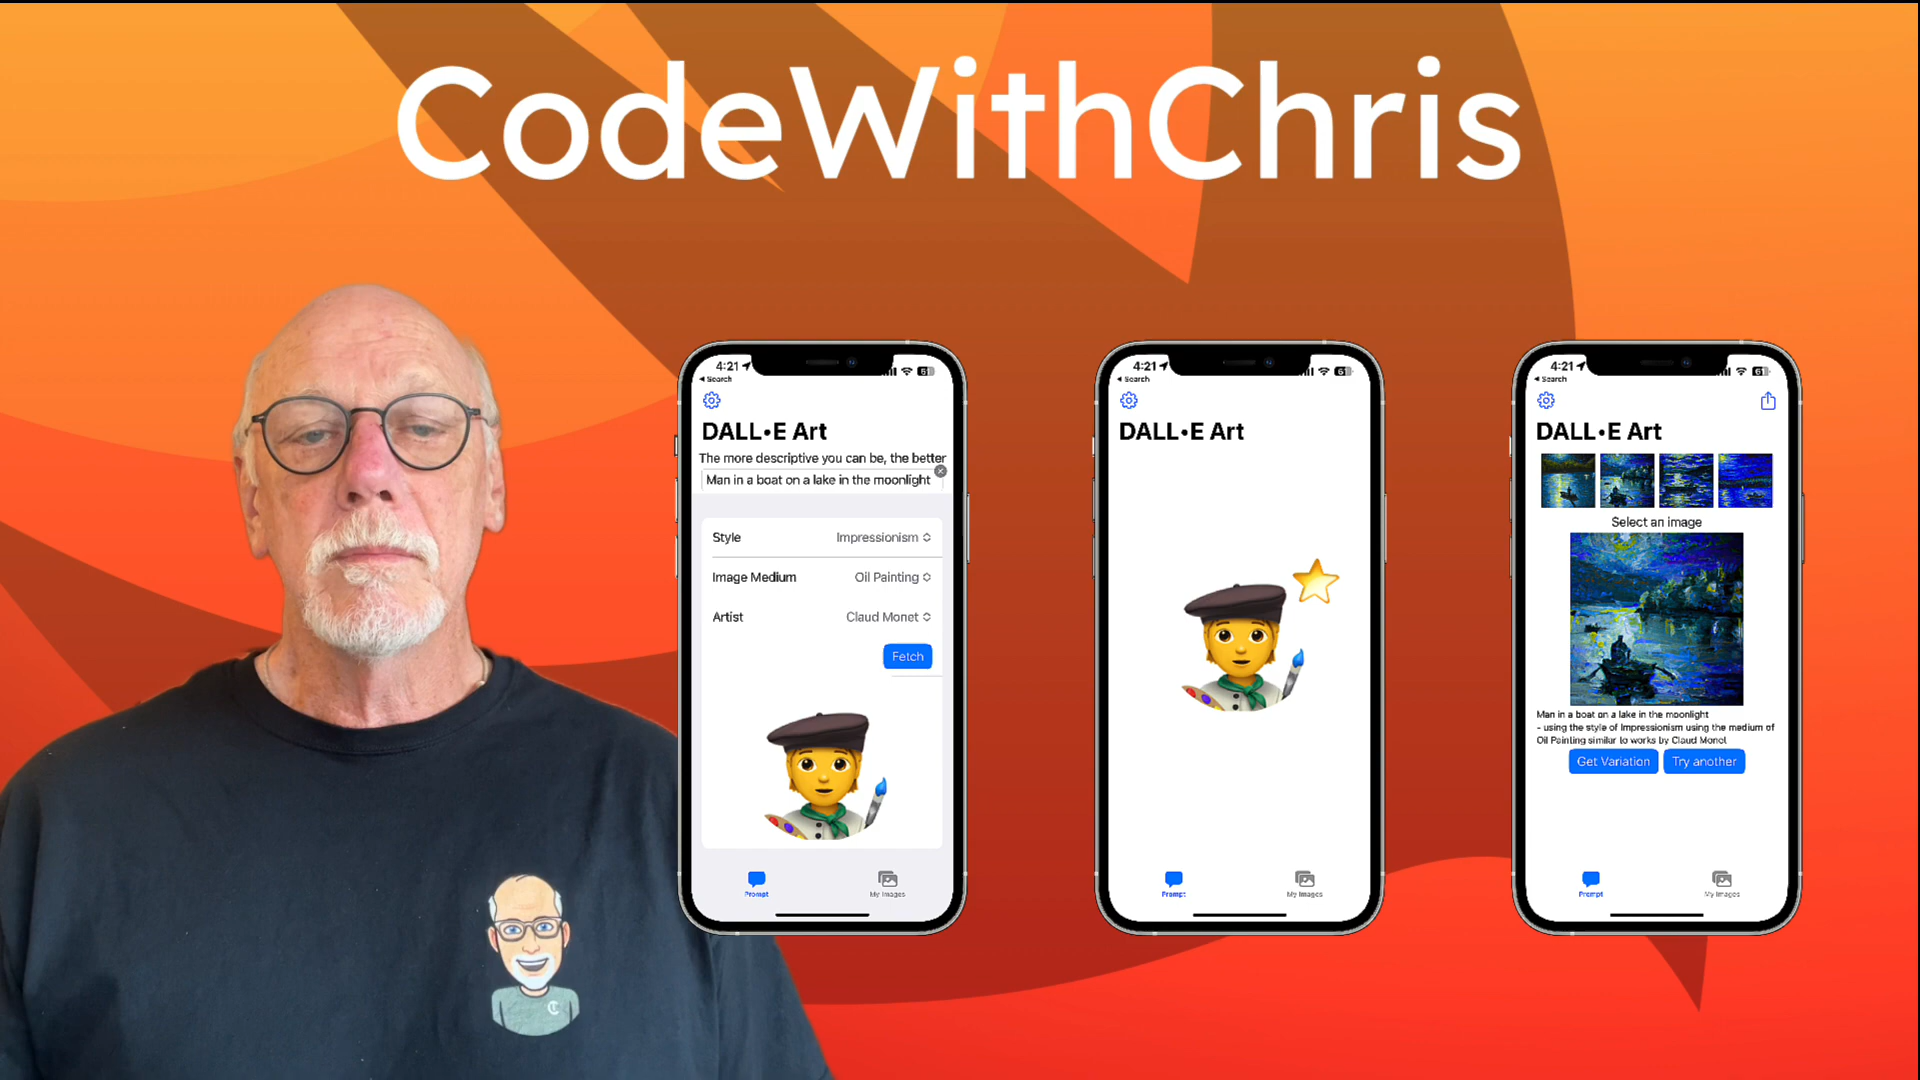 CodeWithChris
4:21
Search
DALL•E Art
The more descriptive you can be, the better
Man in a boat on a lake in the moonlight
Style
Impressionism
Image Medium
Oil Painting
Artist
Claud Monet
Fetch
Prompt
My Images
4:21
Search
DALL•E Art
Prompt
My Images
4:21
Search
DALL•E Art
Select an image
Man in a boat on a lake in the moonlight
- using the style of Impressionism using the medium of
Oil Painting similar to works by Claud Monet
Get Variation
Try another
Prompt
My Images